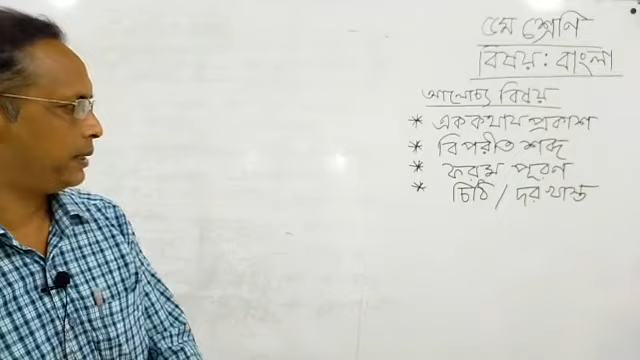 ৫ম শ্রেণি
বিষয়: বাংলা
আলোচ্য বিষয়
* এককথায় প্রকাশ
* বিপরীত শব্দ
* ফরম পূরণ
* চিঠি / দরখাস্ত